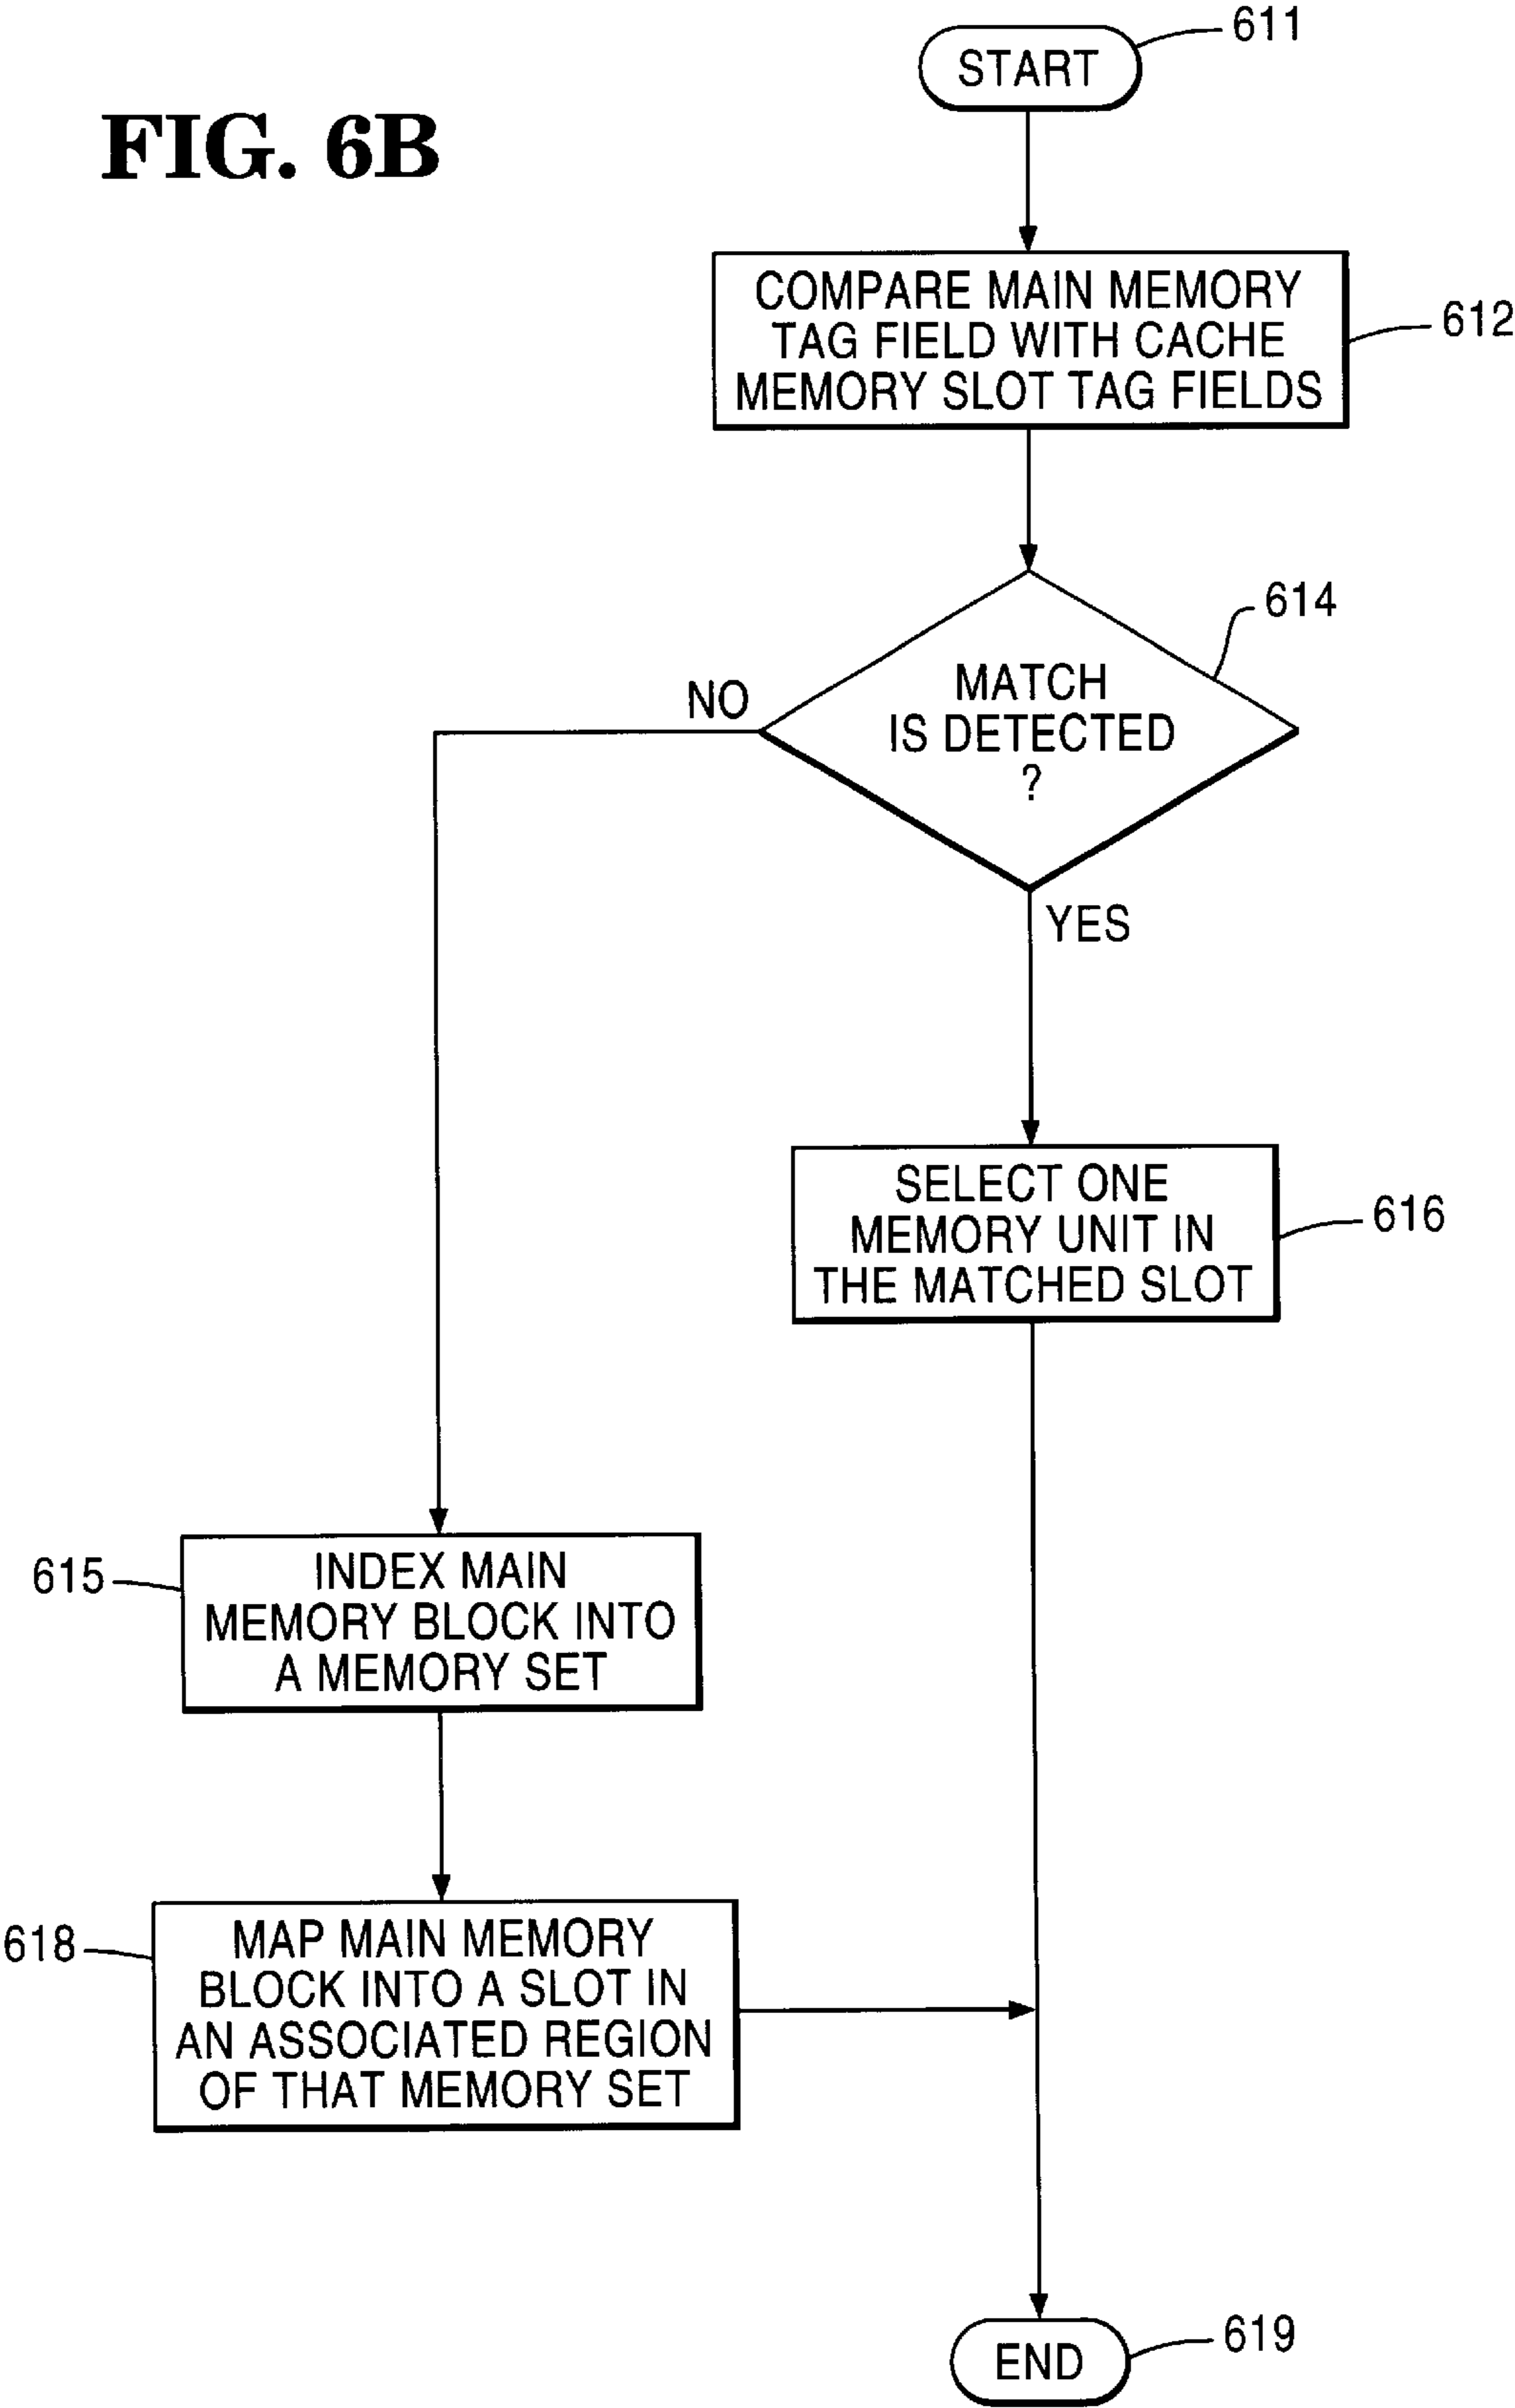 FIG. 6B
START
611
COMPARE MAIN MEMORY
TAG FIELD WITH CACHE
MEMORY SLOT TAG FIELDS
612
614
MATCH
IS DETECTED
?
NO
YES
SELECT ONE
MEMORY UNIT IN
THE MATCHED SLOT
616
615
INDEX MAIN
MEMORY BLOCK INTO
A MEMORY SET
618
MAP MAIN MEMORY
BLOCK INTO A SLOT IN
AN ASSOCIATED REGION
OF THAT MEMORY SET
END
619